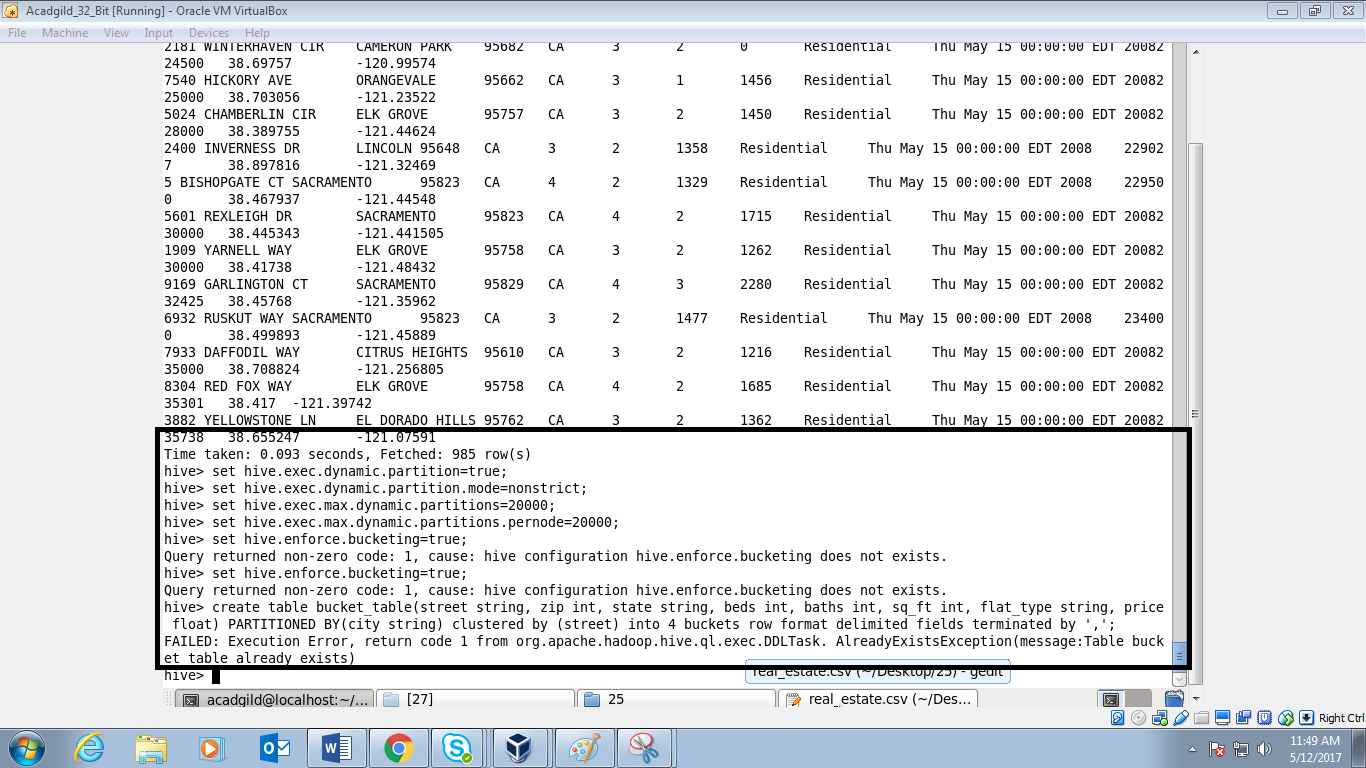 Acadgild_32_Bit [Running] - Oracle VM VirtualBox
File Machine View Input Devices Help
2181 WINTERHAVEN CIR CAMERON PARK 95682 CA 3 2 0 Residential Thu May 15 00:00:00 EDT 20082
24500 38.69757 -120.99574
7540 HICKORY AVE ORANGEVALE 95662 CA 3 1 1456 Residential Thu May 15 00:00:00 EDT 20082
25000 38.703056 -121.23522
5024 CHAMBERLIN CIR ELK GROVE 95757 CA 3 2 1450 Residential Thu May 15 00:00:00 EDT 20082
28000 38.389755 -121.44624
2400 INVERNESS DR LINCOLN 95648 CA 3 2 1358 Residential Thu May 15 00:00:00 EDT 2008 22902
7 38.897816 -121.32469
5 BISHOPGATE CT SACRAMENTO 95823 CA 4 2 1329 Residential Thu May 15 00:00:00 EDT 2008 22950
0 38.467937 -121.44548
5601 REXLEIGH DR SACRAMENTO 95823 CA 4 2 1715 Residential Thu May 15 00:00:00 EDT 20082
30000 38.445343 -121.441505
1909 YARNELL WAY ELK GROVE 95758 CA 3 2 1262 Residential Thu May 15 00:00:00 EDT 20082
30000 38.41738 -121.48432
9169 GARLINGTON CT SACRAMENTO 95829 CA 4 3 2280 Residential Thu May 15 00:00:00 EDT 20082
32425 38.45768 -121.35962
6932 RUSKUT WAY SACRAMENTO 95823 CA 3 2 1477 Residential Thu May 15 00:00:00 EDT 2008 23400
0 38.499893 -121.45889
7933 DAFFODIL WAY CITRUS HEIGHTS 95610 CA 3 2 1216 Residential Thu May 15 00:00:00 EDT 20082
35000 38.708824 -121.256805
8304 RED FOX WAY ELK GROVE 95758 CA 4 2 1685 Residential Thu May 15 00:00:00 EDT 20082
35301 38.417 -121.39742
3882 YELLOWSTONE LN EL DORADO HILLS 95762 CA 3 2 1362 Residential Thu May 15 00:00:00 EDT 20082
35738 38.655247 -121.07591
Time taken: 0.093 seconds, Fetched: 985 row(s)
hive> set hive.exec.dynamic.partition=true;
hive> set hive.exec.dynamic.partition.mode=nonstrict;
hive> set hive.exec.max.dynamic.partitions=20000;
hive> set hive.exec.max.dynamic.partitions.pernode=20000;
hive> set hive.enforce.bucketing=true;
Query returned non-zero code: 1, cause: hive configuration hive.enforce.bucketing does not exists.
hive> set hive.enforce.bucketing=true;
Query returned non-zero code: 1, cause: hive configuration hive.enforce.bucketing does not exists.
hive> create table bucket_table(street string, zip int, state string, beds int, baths int, sq_ft int, flat_type string, price
float) PARTITIONED BY(city string) clustered by (street) into 4 buckets row format delimited fields terminated by ',';
FAILED: Execution Error, return code 1 from org.apache.hadoop.hive.ql.exec.DDLTask. AlreadyExistsException(message:Table buck
et_table already exists)
hive>
real_estate.csv (~/Desktop/25) - gedit
acadgild@localhost:~/... [27] 25 real_estate.csv (~/Des...
Right Ctrl
11:49 AM
5/12/2017